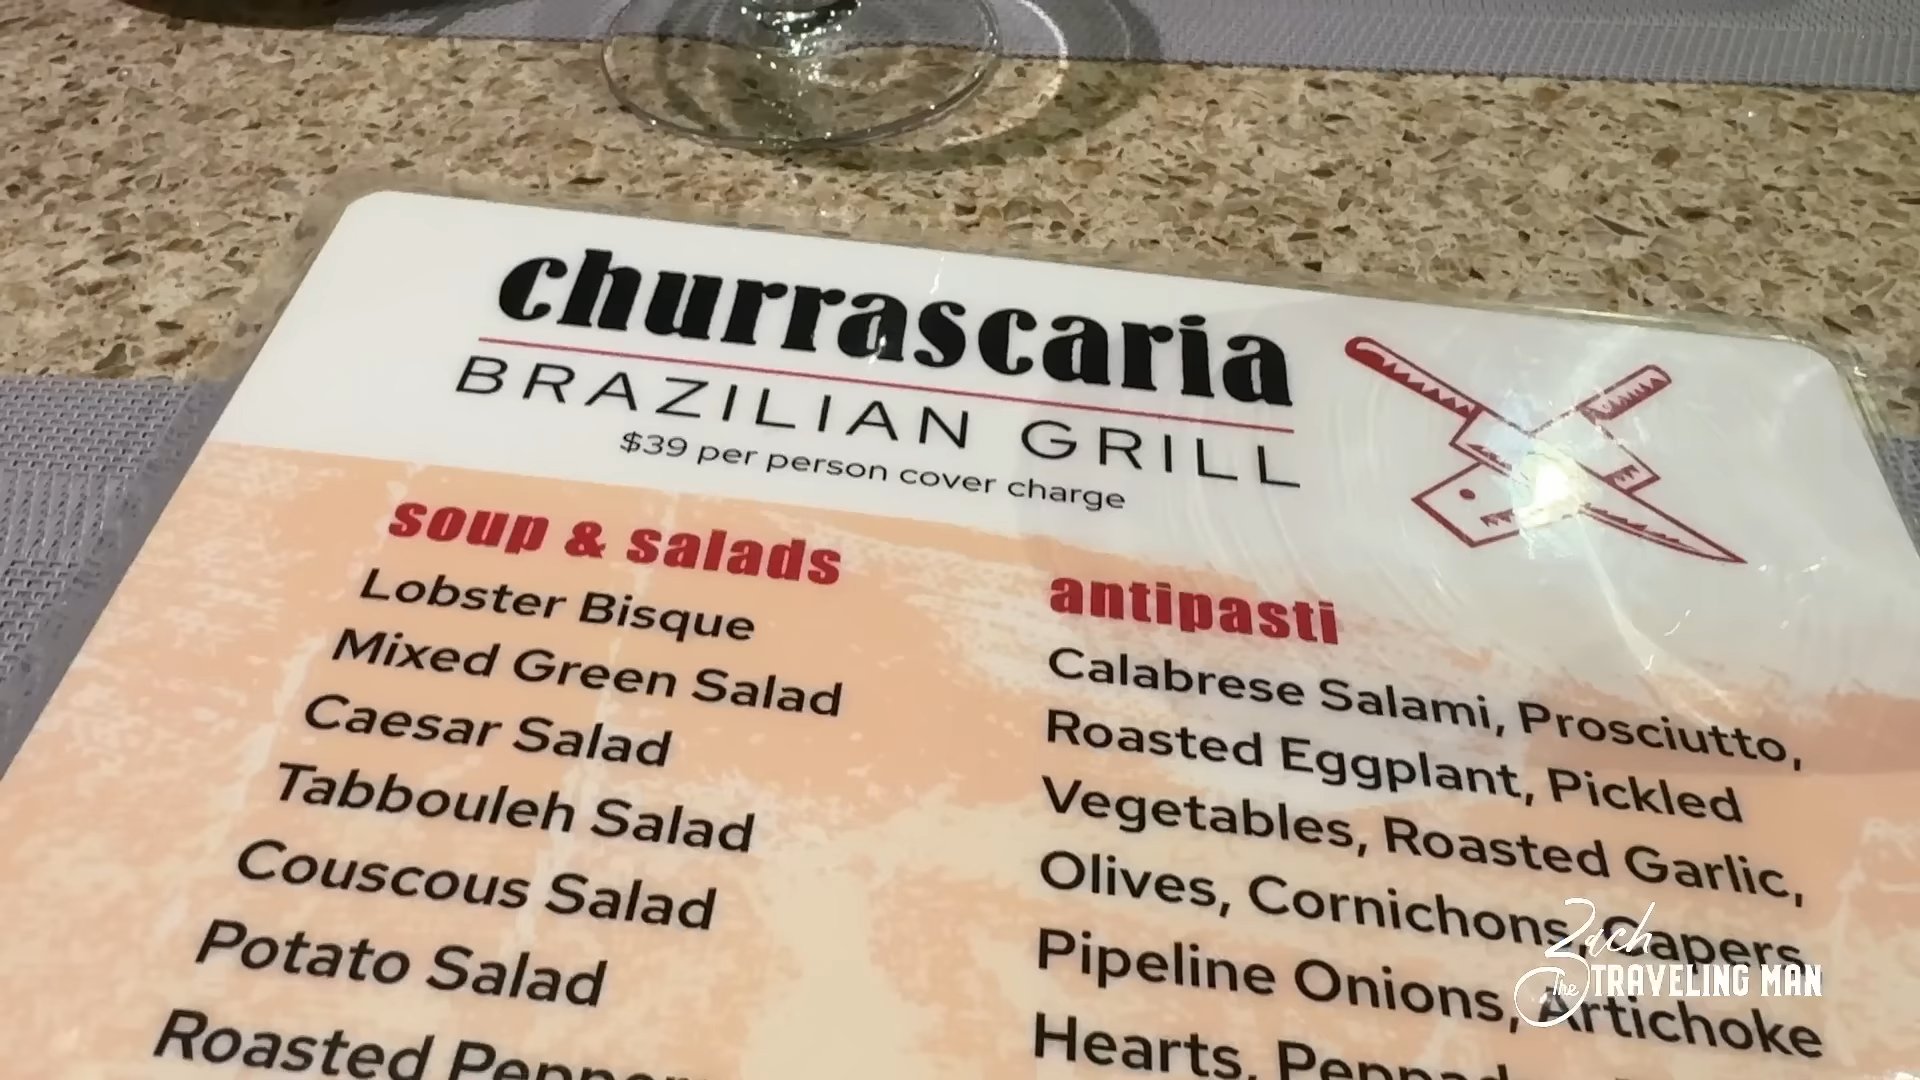 churrascaria
BRAZILIAN GRILL
$39 per person cover charge
soup & salads
Lobster Bisque
Mixed Green Salad
Caesar Salad
Tabbouleh Salad
Couscous Salad
Potato Salad
Roasted
antipasti
Calabrese Salami, Prosciutto,
Roasted Eggplant, Pickled
Vegetables, Roasted Garlic,
Olives, Cornichons, Capers,
Pipeline Onions, Artichoke
Hearts,
Zach
The TRAVELING MAN